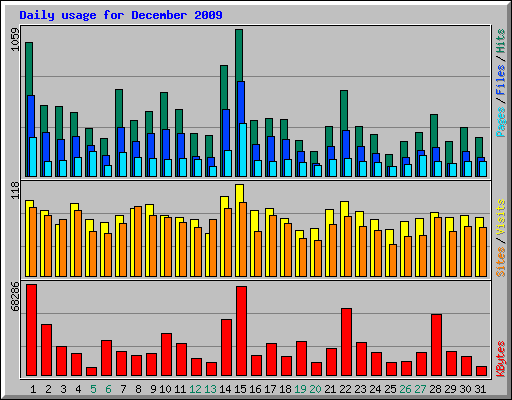 Daily usage for December 2009
1059
Pages / Files / Hits
118
Sites / Visits
68286
KBytes
1 2 3 4 5 6 7 8 9 10 11 12 13 14 15 16 17 18 19 20 21 22 23 24 25 26 27 28 29 30 31